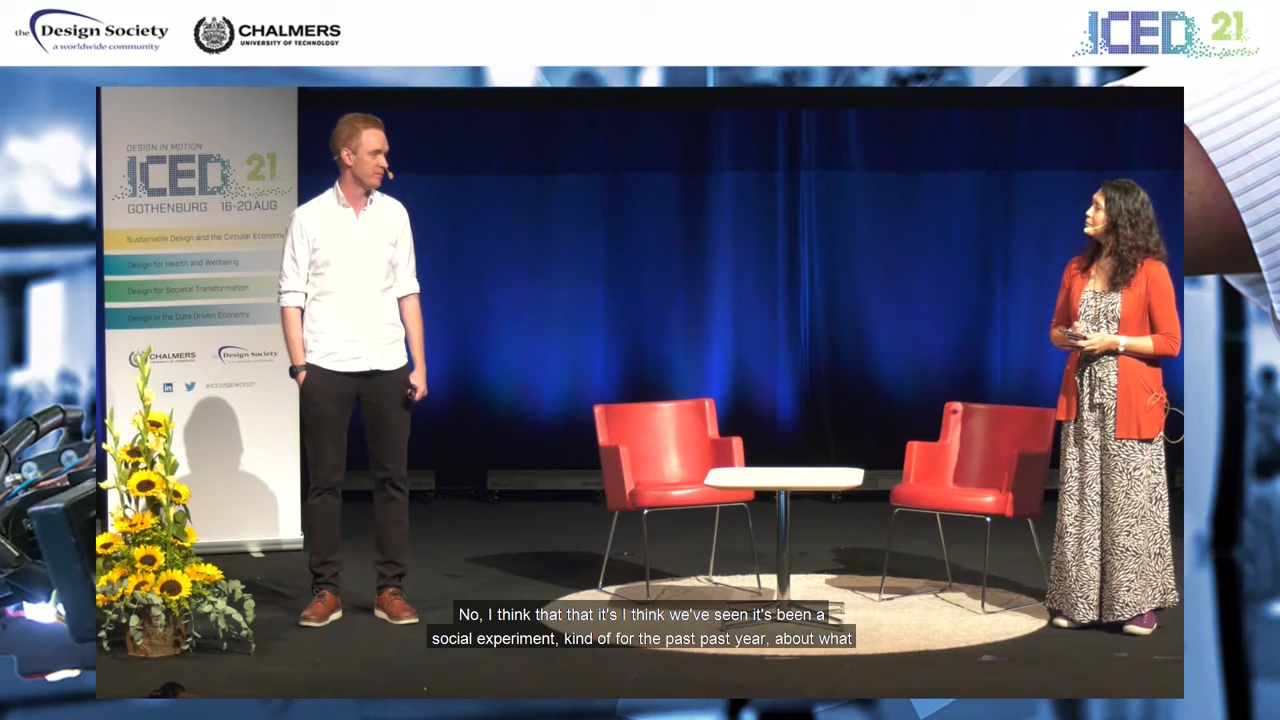 the Design Society
a worldwide community
CHALMERS
UNIVERSITY OF TECHNOLOGY
ICED 21
DESIGN IN MOTION
ICED 21
GOTHENBURG 16-20 AUG
Sustainable Design and the Circular Economy
Design for Health and Wellbeing
Design for Societal Transformation
Design in the Data Driven Economy
CHALMERS
the Design Society
No, I think that that it's I think we've seen it's been a
social experiment, kind of for the past past year, about what